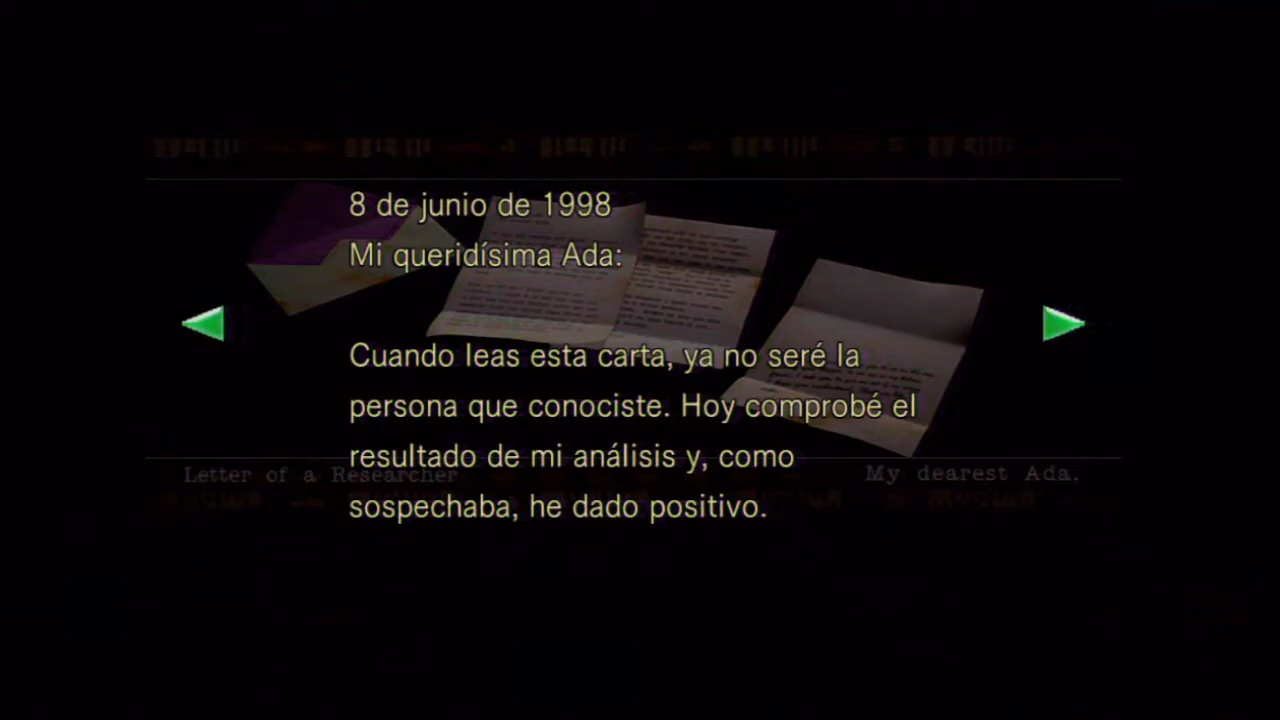 8 de junio de 1998
Mi queridísima Ada:
Cuando leas esta carta, ya no seré la
persona que conociste. Hoy comprobé el
resultado de mi análisis y, como
sospechaba, he dado positivo.
Letter of a Researcher
My dearest Ada.